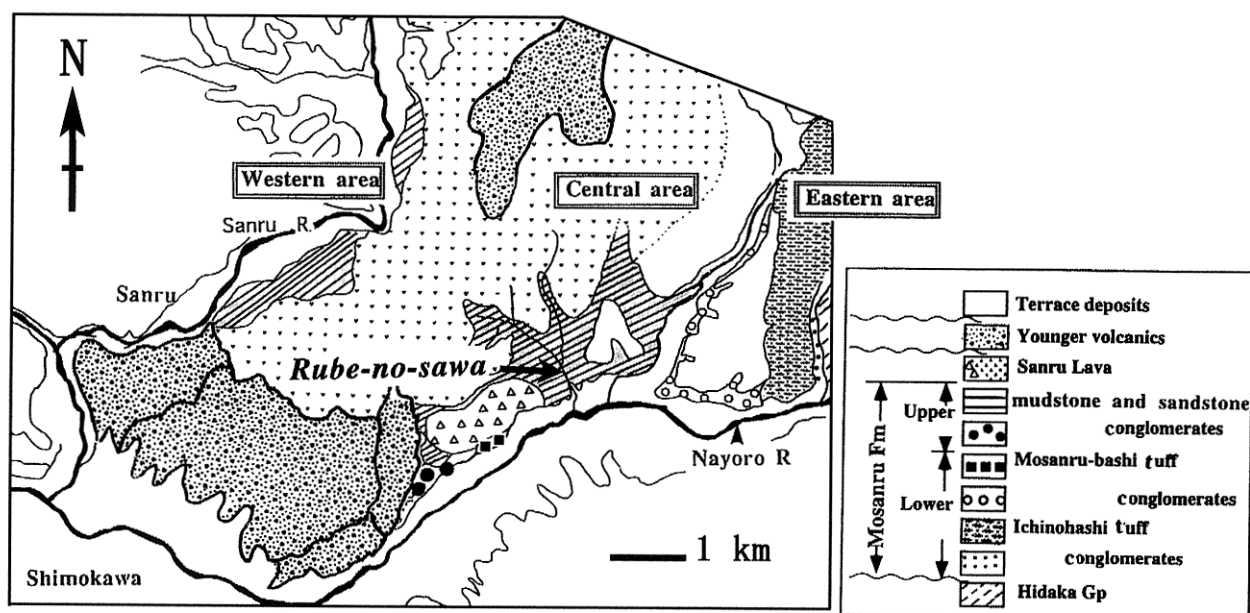 N
Western area
Central area
Eastern area
Sanru R.
Sanru
Rube-no-sawa
Nayoro R
1 km
Shimokawa
Terrace deposits
Younger volcanics
Sanru Lava
mudstone and sandstone
conglomerates
Mosanru-bashi tuff
conglomerates
Ichinohashi tuff
conglomerates
Hidaka Gp
Upper
Lower
Mosanru Fm